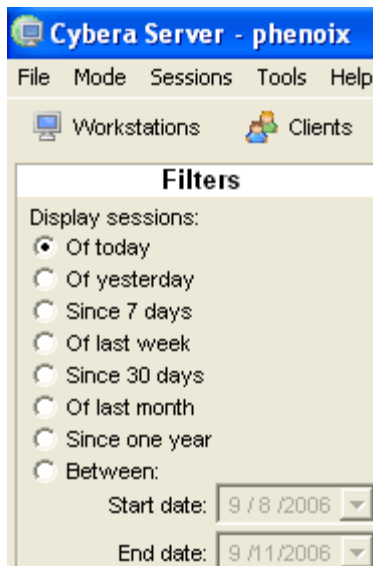 Cybera Server - phenoix
File Mode Sessions Tools Help
Workstations Clients
Filters
Display sessions:
Of today
Of yesterday
Since 7 days
Of last week
Since 30 days
Of last month
Since one year
Between:
Start date: 9 / 8 /2006
End date: 9 /11/2006